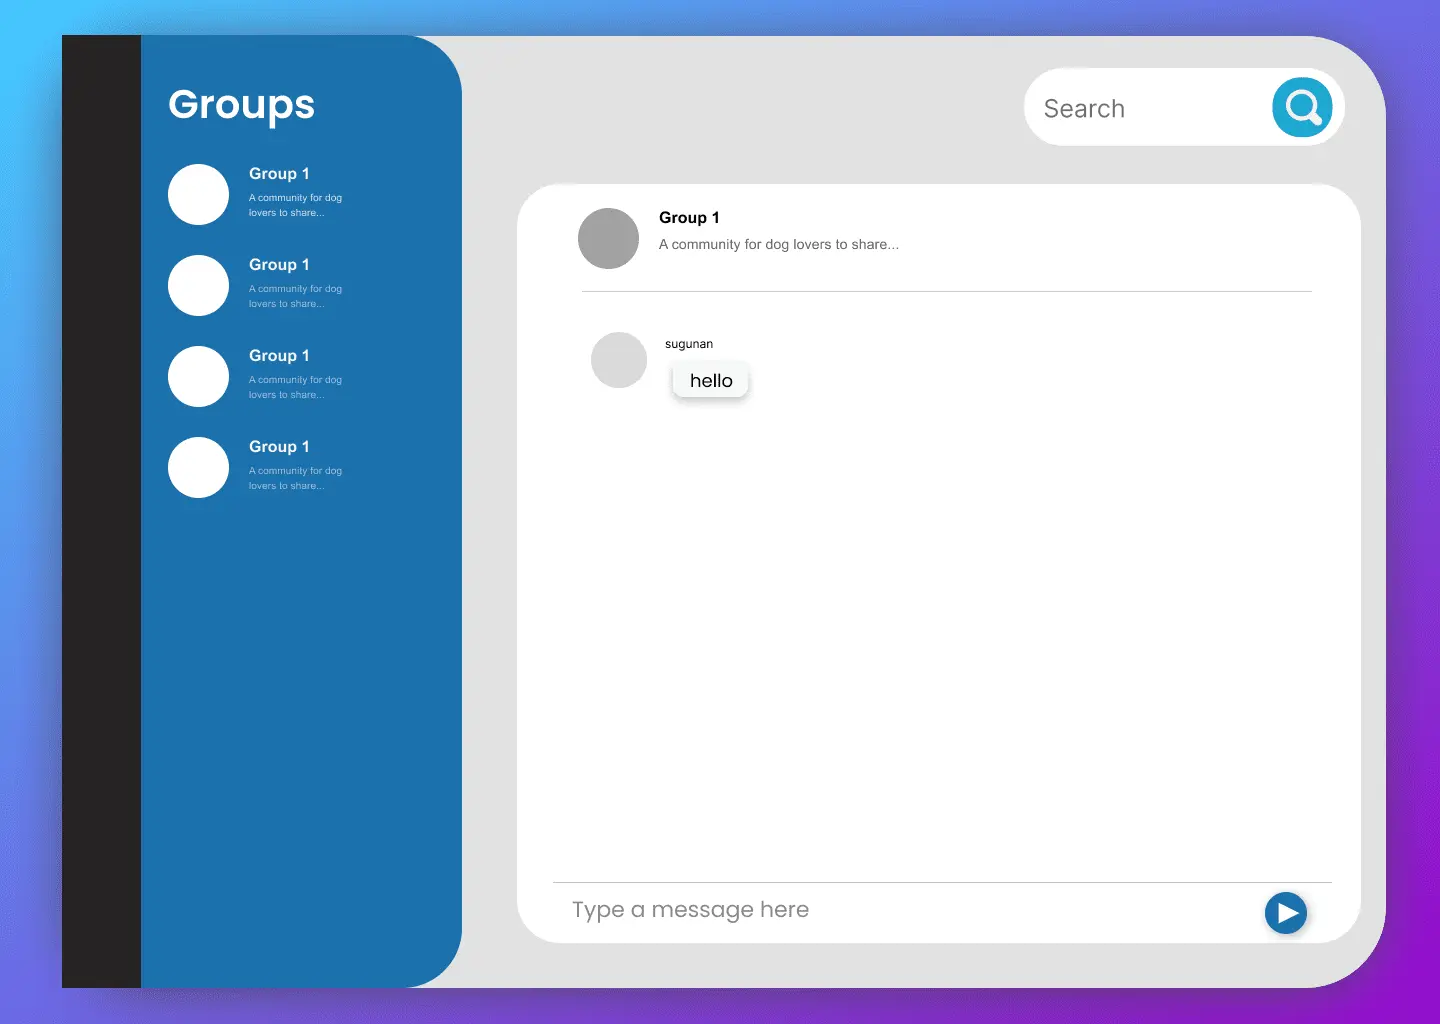 Groups
Group 1
A community for dog
lovers to share...
Group 1
A community for dog
lovers to share...
Group 1
A community for dog
lovers to share...
Group 1
A community for dog
lovers to share...
Search
Group 1
A community for dog lovers to share...
sugunan
hello
Type a message here